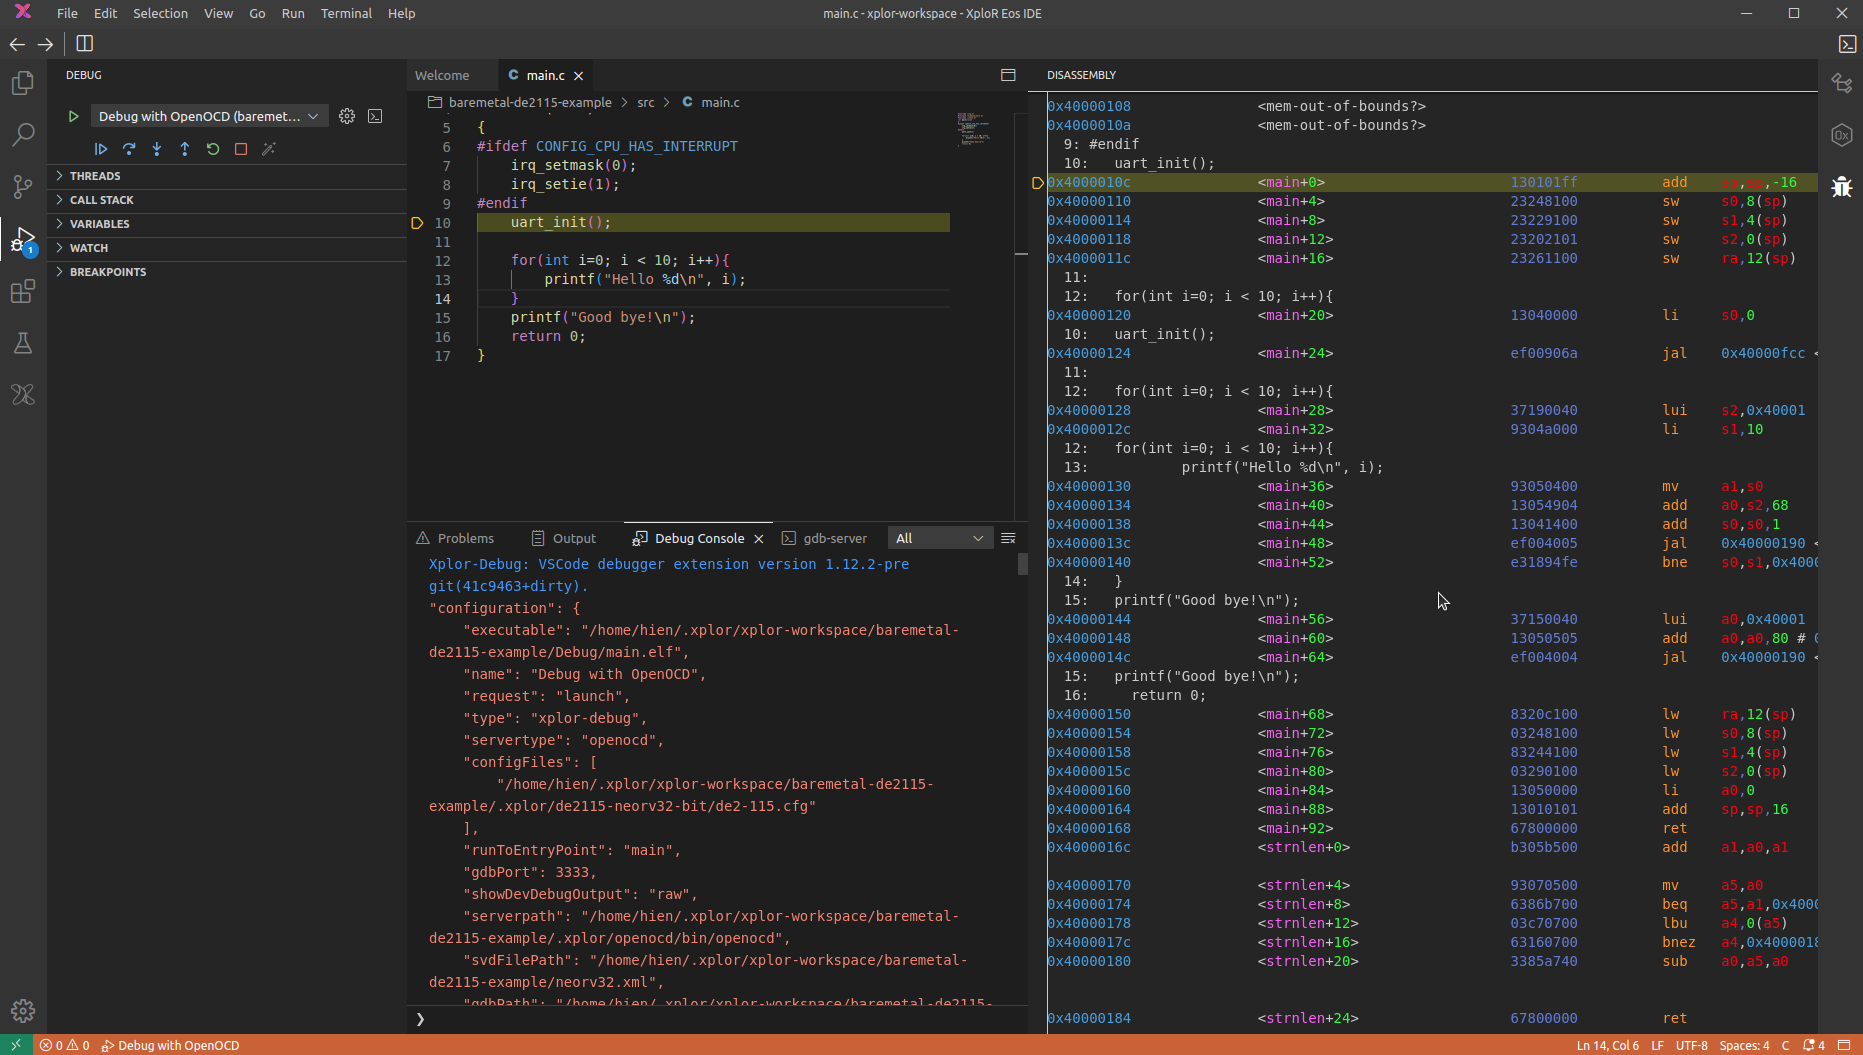 File Edit Selection View Go Run Terminal Help
main.c - xplor-workspace - XploR Eos IDE
DEBUG
Debug with OpenOCD (baremet...
THREADS
CALL STACK
VARIABLES
WATCH
BREAKPOINTS
1
Welcome
C main.c
baremetal-de2115-example > src > C main.c
5 {
6 #ifdef CONFIG_CPU_HAS_INTERRUPT
7 irq_setmask(0);
8 irq_setie(1);
9 #endif
10 uart_init();
11
12 for(int i=0; i < 10; i++){
13 printf("Hello %d\n", i);
14 }
15 printf("Good bye!\n");
16 return 0;
17 }
Problems Output Debug Console gdb-server All
Xplor-Debug: VSCode debugger extension version 1.12.2-pre
git(41c9463+dirty).
"configuration": {
"executable": "/home/hien/.xplor/xplor-workspace/baremetal-
de2115-example/Debug/main.elf",
"name": "Debug with OpenOCD",
"request": "launch",
"type": "xplor-debug",
"servertype": "openocd",
"configFiles": [
"/home/hien/.xplor/xplor-workspace/baremetal-de2115-
example/.xplor/de2115-neorv32-bit/de2-115.cfg"
],
"runToEntryPoint": "main",
"gdbPort": 3333,
"showDevDebugOutput": "raw",
"serverpath": "/home/hien/.xplor/xplor-workspace/baremetal-
de2115-example/.xplor/openocd/bin/openocd",
"svdFilePath": "/home/hien/.xplor/xplor-workspace/baremetal-
de2115-example/neorv32.xml",
"gdbPath": "/home/hien/.xplor/xplor-workspace/baremetal-de2115-
❯
DISASSEMBLY
0x40000108 <mem-out-of-bounds?>
0x4000010a <mem-out-of-bounds?>
9: #endif
10: uart_init();
0x4000010c <main+0> 130101ff add sp,sp,-16
0x40000110 <main+4> 23248100 sw s0,8(sp)
0x40000114 <main+8> 23229100 sw s1,4(sp)
0x40000118 <main+12> 23202101 sw s2,0(sp)
0x4000011c <main+16> 23261100 sw ra,12(sp)
11:
12: for(int i=0; i < 10; i++){
0x40000120 <main+20> 13040000 li s0,0
10: uart_init();
0x40000124 <main+24> ef00906a jal 0x40000fcc <
11:
12: for(int i=0; i < 10; i++){
0x40000128 <main+28> 37190040 lui s2,0x40001
0x4000012c <main+32> 9304a000 li s1,10
12: for(int i=0; i < 10; i++){
13: printf("Hello %d\n", i);
0x40000130 <main+36> 93050400 mv a1,s0
0x40000134 <main+40> 13054904 add a0,s2,68
0x40000138 <main+44> 13041400 add s0,s0,1
0x4000013c <main+48> ef004005 jal 0x40000190 <
0x40000140 <main+52> e31894fe bne s0,s1,0x4000
14: }
15: printf("Good bye!\n");
0x40000144 <main+56> 37150040 lui a0,0x40001
0x40000148 <main+60> 13050505 add a0,a0,80 # 0
0x4000014c <main+64> ef004004 jal 0x40000190 <
15: printf("Good bye!\n");
16: return 0;
0x40000150 <main+68> 8320c100 lw ra,12(sp)
0x40000154 <main+72> 03248100 lw s0,8(sp)
0x40000158 <main+76> 83244100 lw s1,4(sp)
0x4000015c <main+80> 03290100 lw s2,0(sp)
0x40000160 <main+84> 13050000 li a0,0
0x40000164 <main+88> 13010101 add sp,sp,16
0x40000168 <main+92> 67800000 ret
0x4000016c <strnlen+0> b305b500 add a1,a0,a1
0x40000170 <strnlen+4> 93070500 mv a5,a0
0x40000174 <strnlen+8> 6386b700 beq a5,a1,0x4000
0x40000178 <strnlen+12> 03c70700 lbu a4,0(a5)
0x4000017c <strnlen+16> 63160700 bnez a4,0x4000018
0x40000180 <strnlen+20> 3385a740 sub a0,a5,a0
0x40000184 <strnlen+24> 67800000 ret
0x
0 0 Debug with OpenOCD
Ln 14, Col 6 LF UTF-8 Spaces: 4 C 4